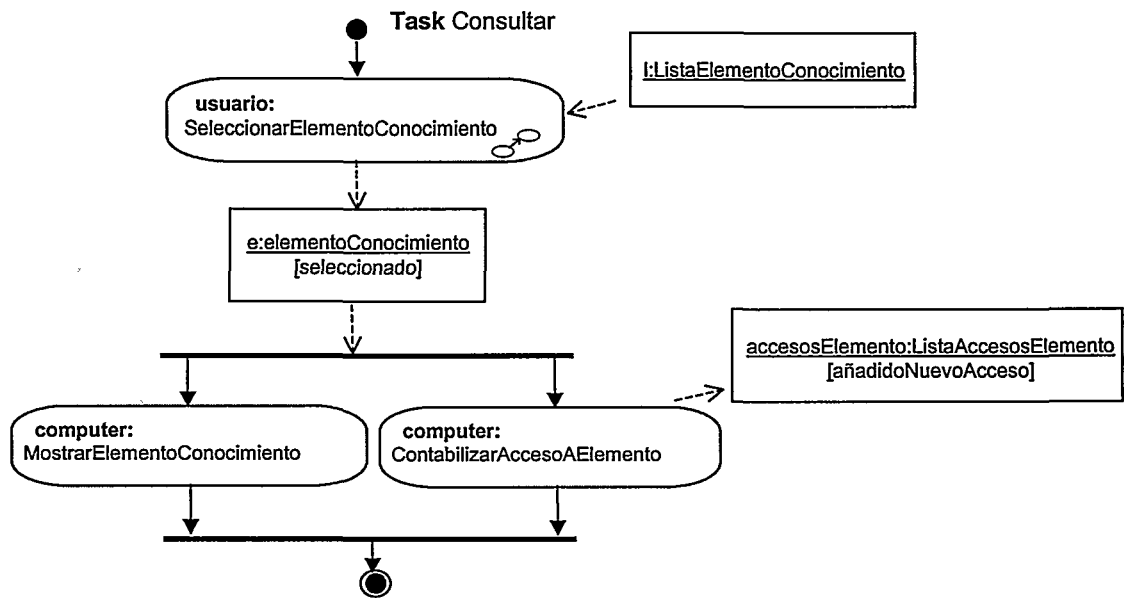 Task Consultar
l:ListaElementoConocimiento
usuario:
SeleccionarElementoConocimiento
e:elementoConocimiento
[seleccionado]
accesosElemento:ListaAccesosElemento
[añadidoNuevoAcceso]
computer:
MostrarElementoConocimiento
computer:
ContabilizarAccesoAElemento